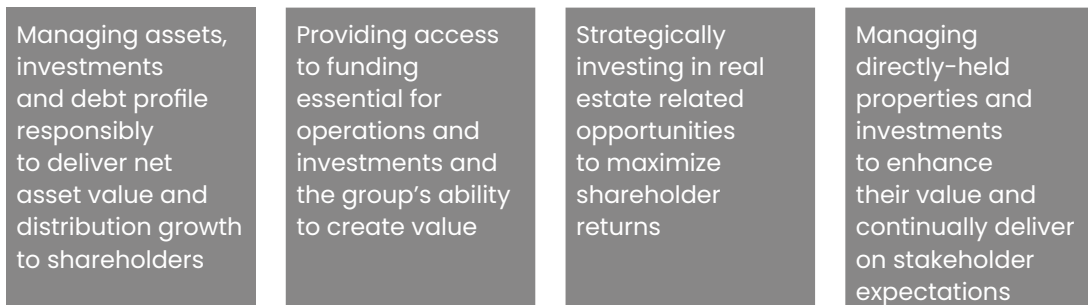 Managing assets,
investments
and debt profile
responsibly
to deliver net
asset value and
distribution growth
to shareholders
Providing access
to funding
essential for
operations and
investments and
the group’s ability
to create value
Strategically
investing in real
estate related
opportunities
to maximize
shareholder
returns
Managing
directly-held
properties and
investments
to enhance
their value and
continually deliver
on stakeholder
expectations